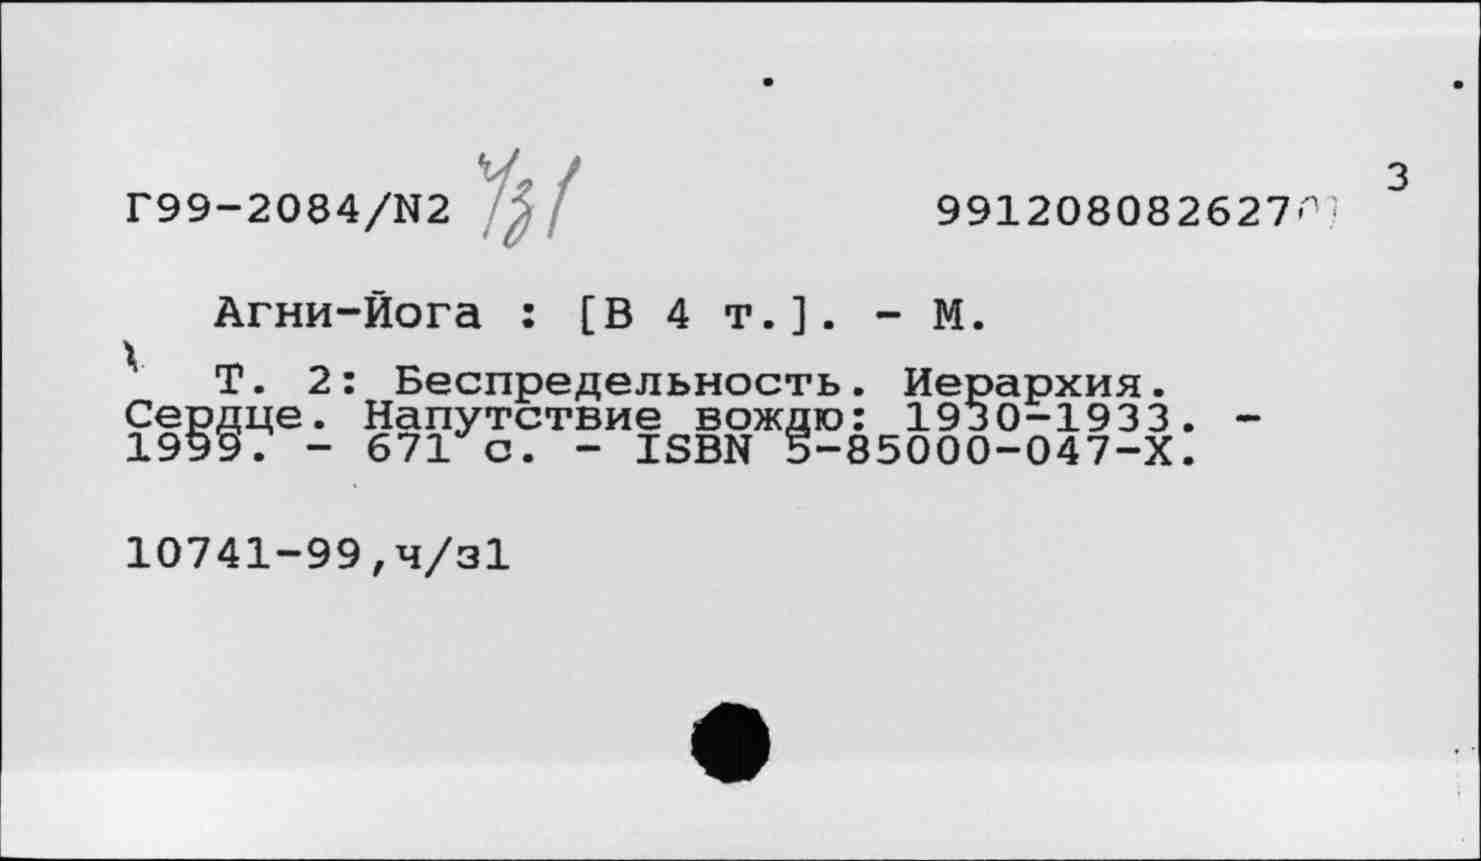 3
Г99-2084/N2 ч/з1 991208082627
Агни-Йога : [В 4 т.]. - М.
Т. 2: Беспредельность. Иерархия.
Сердце. Напутствие вождю: 1930-1933. -
1999. - 671 с. - ISBN 5-85000-047-X.
10741-99,ч/з1